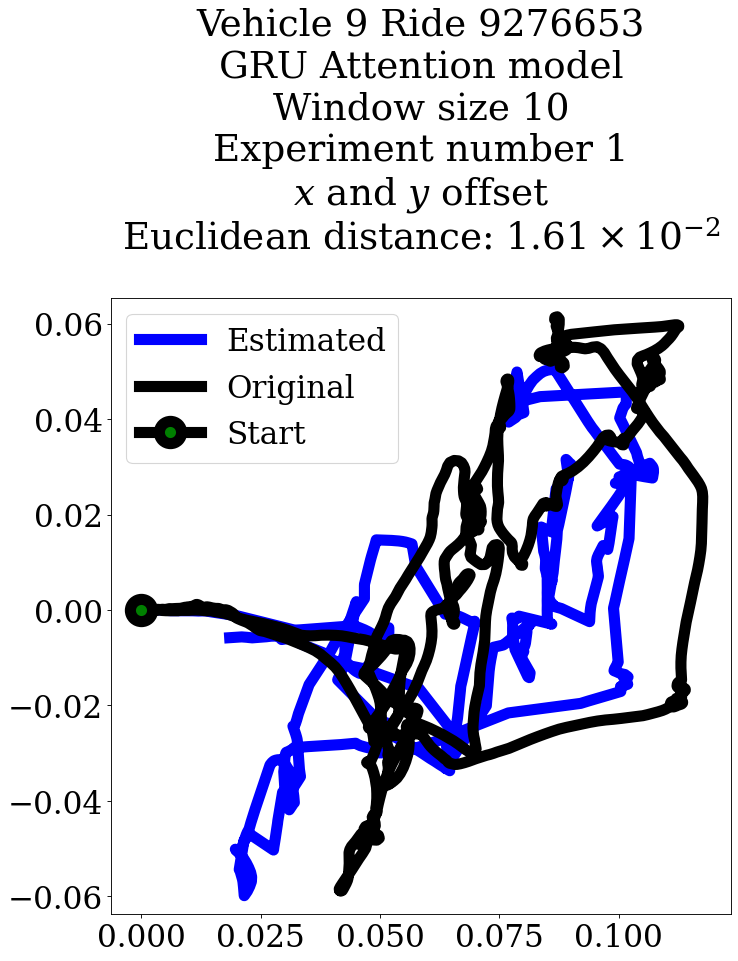 Vehicle 9 Ride 9276653
GRU Attention model
Window size 10
Experiment number 1
x and y offset
Euclidean distance: 1.61 × 10⁻²
Estimated
Original
Start
0.06
0.04
0.02
0.00
−0.02
−0.04
−0.06
0.000 0.025 0.050 0.075 0.100